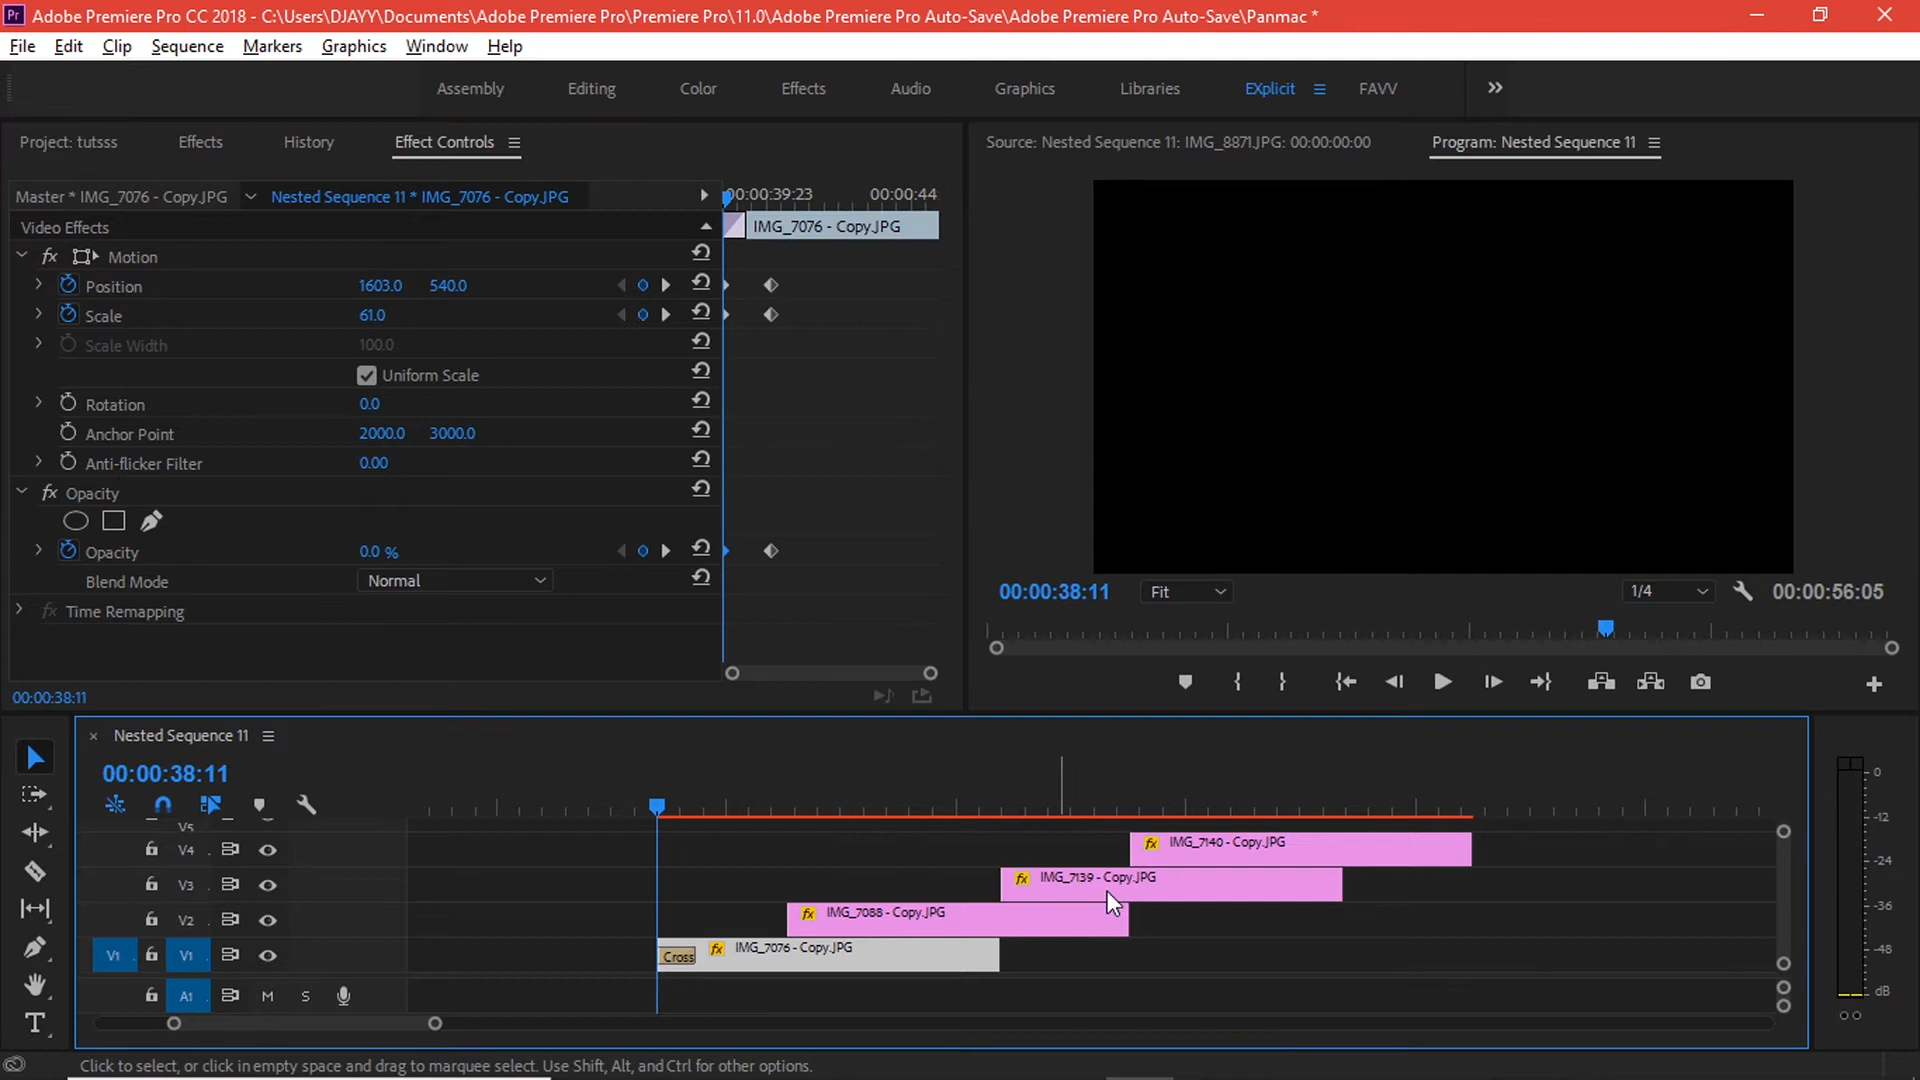 Pr Adobe Premiere Pro CC 2018 - C:\Users\DJAYY\Documents\Adobe Premiere Pro\Premiere Pro\11.0\Adobe Premiere Pro Auto-Save\Adobe Premiere Pro Auto-Save\Panmac *
File Edit Clip Sequence Markers Graphics Window Help
Assembly Editing Color Effects Audio Graphics Libraries EXplicit FAVV
Project: tutsss Effects History Effect Controls
Source: Nested Sequence 11: IMG_8871.JPG: 00:00:00:00 Program: Nested Sequence 11
Master * IMG_7076 - Copy.JPG Nested Sequence 11 * IMG_7076 - Copy.JPG 00:00:39:23 00:00:44
Video Effects IMG_7076 - Copy.JPG
fx Motion
Position 1603.0 540.0
Scale 61.0
Scale Width 100.0
Uniform Scale
Rotation 0.0
Anchor Point 2000.0 3000.0
Anti-flicker Filter 0.00
fx Opacity
Opacity 0.0 %
Blend Mode Normal
fx Time Remapping
00:00:38:11 Fit 1/4 00:00:56:05
00:00:38:11
Nested Sequence 11
00:00:38:11
V5
V4 fx IMG_7140 - Copy.JPG
V3 fx IMG_7139 - Copy.JPG
V2 fx IMG_7088 - Copy.JPG
V1 V1 Cross fx IMG_7076 - Copy.JPG
A1 M S
T
0
-12
-24
-36
-48
dB
Click to select, or click in empty space and drag to marquee select. Use Shift, Alt, and Ctrl for other options.